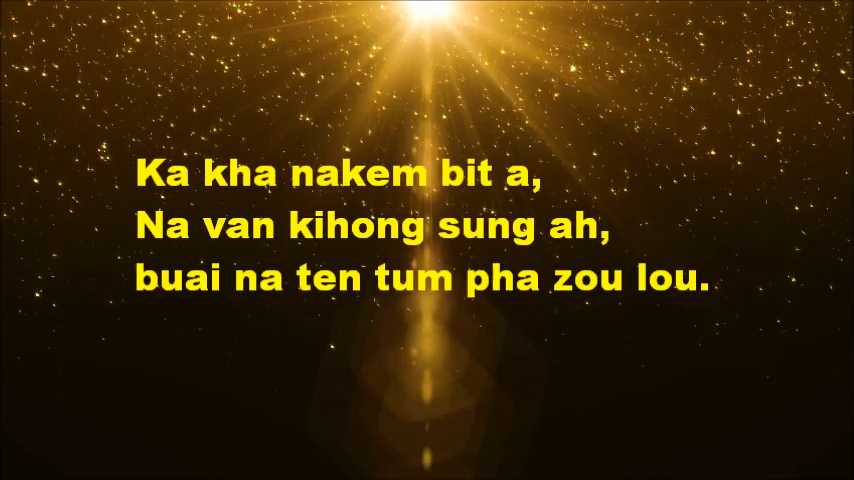 Ka kha nakem bit a,
Na van kihong sung ah,
buai na ten tum pha zou lou.